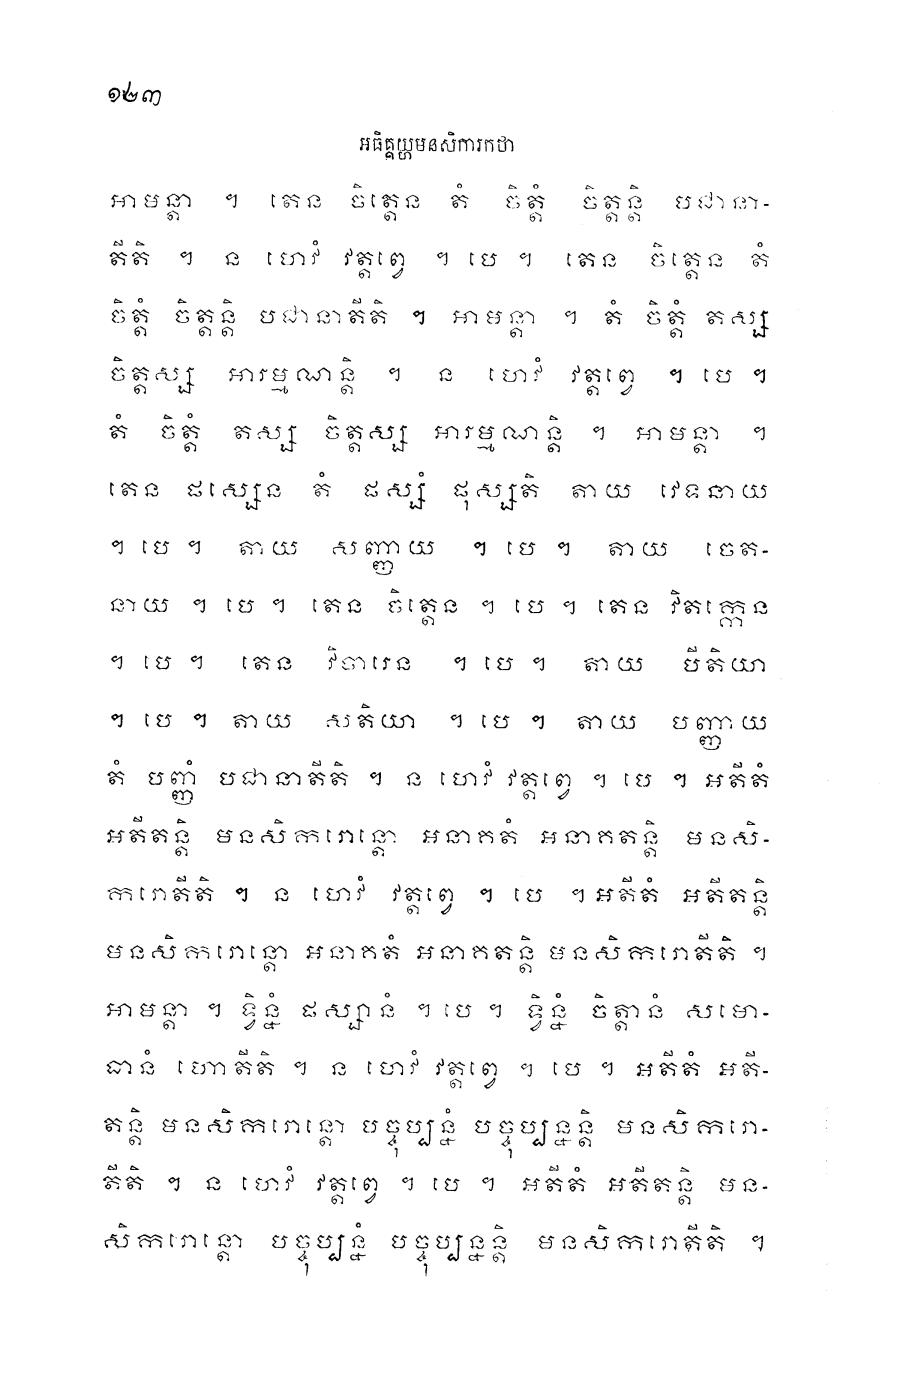 ១២៣
អធិគ្គយ្ហមនសិការកថា
អាមន្តា ។ តេន ចិត្តេន តំ ចិត្តំ ចិត្តន្តិ បជានា-
តីតិ ។ ន ហេវំ វត្តព្វេ ។ បេ ។ តេន ចិត្តេន តំ
ចិត្តំ ចិត្តន្តិ បជានាតីតិ ។ អាមន្តា ។ តំ ចិត្តំ តស្ស
ចិត្តស្ស អារម្មណន្តិ ។ ន ហេវំ វត្តព្វេ ។ បេ ។
តំ ចិត្តំ តស្ស ចិត្តស្ស អារម្មណន្តិ ។ អាមន្តា ។
តេន ផស្សេន តំ ផស្សំ ផុស្សតិ តាយ វេទនាយ
។ បេ ។ តាយ សញ្ញាយ ។ បេ ។ តាយ ចេត-
នាយ ។ បេ ។ តេន ចិត្តេន ។ បេ ។ តេន វិតក្កេន
។ បេ ។ តេន វិចារេន ។ បេ ។ តាយ បីតិយា
។ បេ ។ តាយ សតិយា ។ បេ ។ តាយ បញ្ញាយ
តំ បញ្ញំ បជានាតីតិ ។ ន ហេវំ វត្តព្វេ ។ បេ ។ អតីតំ
អតីតន្តិ មនសិករោន្តោ អនាគតំ អនាគតន្តិ មនសិ-
ករោតីតិ ។ ន ហេវំ វត្តព្វេ ។ បេ ។ អតីតំ អតីតន្តិ
មនសិករោន្តោ អនាគតំ អនាគតន្តិ មនសិករោតីតិ ។
អាមន្តា ។ ទ្វិន្នំ ផស្សានំ ។ បេ ។ ទ្វិន្នំ ចិត្តានំ សមោ-
ធានំ ហោតីតិ ។ ន ហេវំ វត្តព្វេ ។ បេ ។ អតីតំ អតី-
តន្តិ មនសិករោន្តោ បច្ចុប្បន្នំ បច្ចុប្បន្នន្តិ មនសិករោ-
តីតិ ។ ន ហេវំ វត្តព្វេ ។ បេ ។ អតីតំ អតីតន្តិ មន-
សិករោន្តោ បច្ចុប្បន្នំ បច្ចុប្បន្នន្តិ មនសិករោតីតិ ។